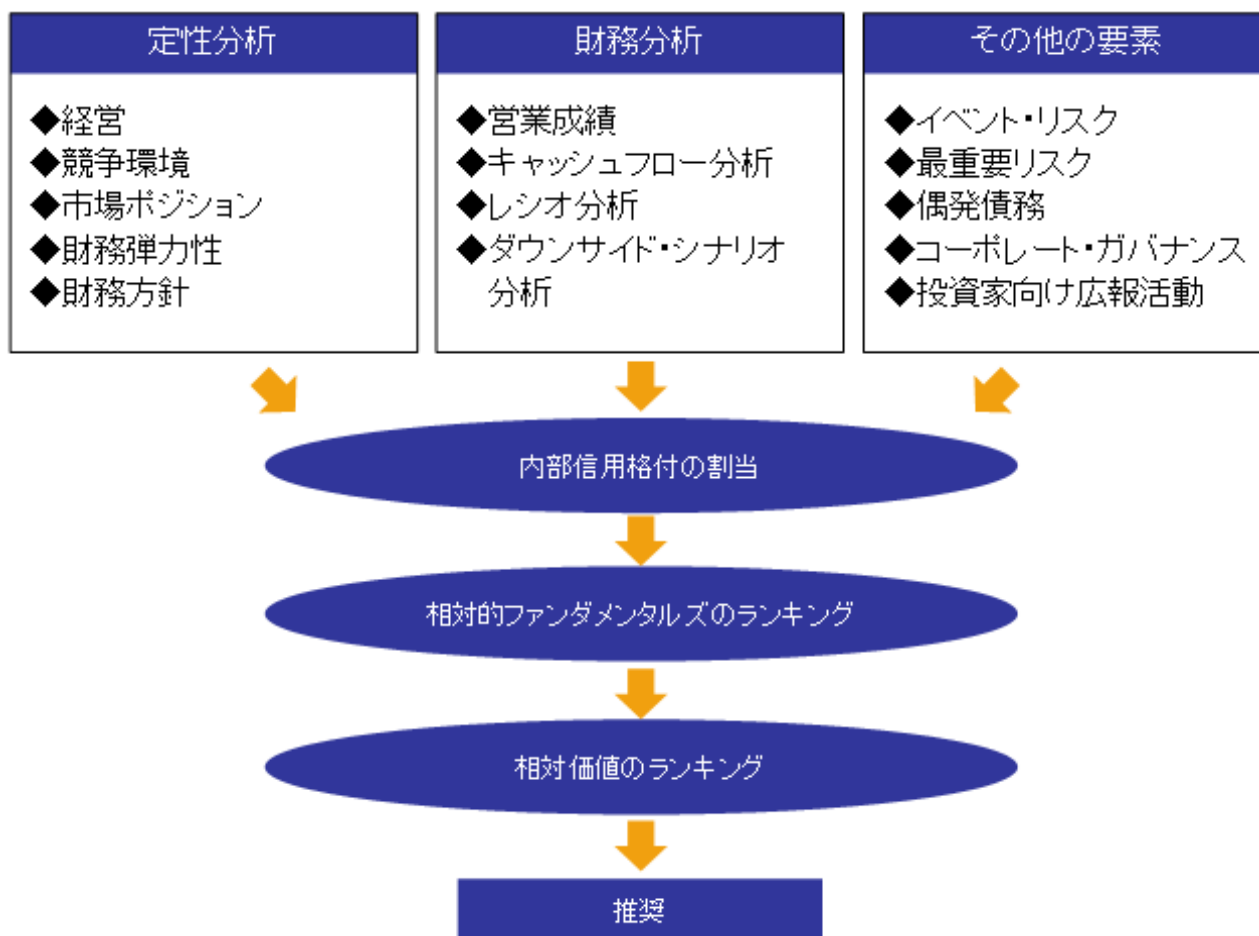 定性分析
◆経営
◆競争環境
◆市場ポジション
◆財務弾力性
◆財務方針
財務分析
◆営業成績
◆キャッシュフロー分析
◆レシオ分析
◆ダウンサイド・シナリオ
分析
その他の要素
◆イベント・リスク
◆最重要リスク
◆偶発債務
◆コーポレート・ガバナンス
◆投資家向け広報活動
内部信用格付の割当
相対的ファンダメンタルズのランキング
相対価値のランキング
推奨